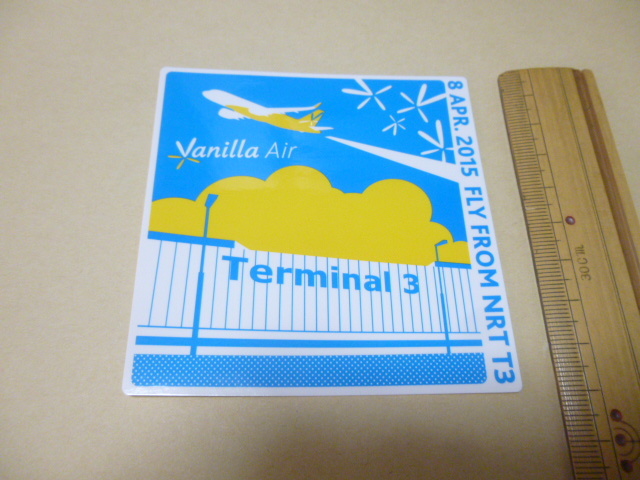 Vanilla Air
Terminal 3
8 APR. 2015 FLY FROM NRT T3